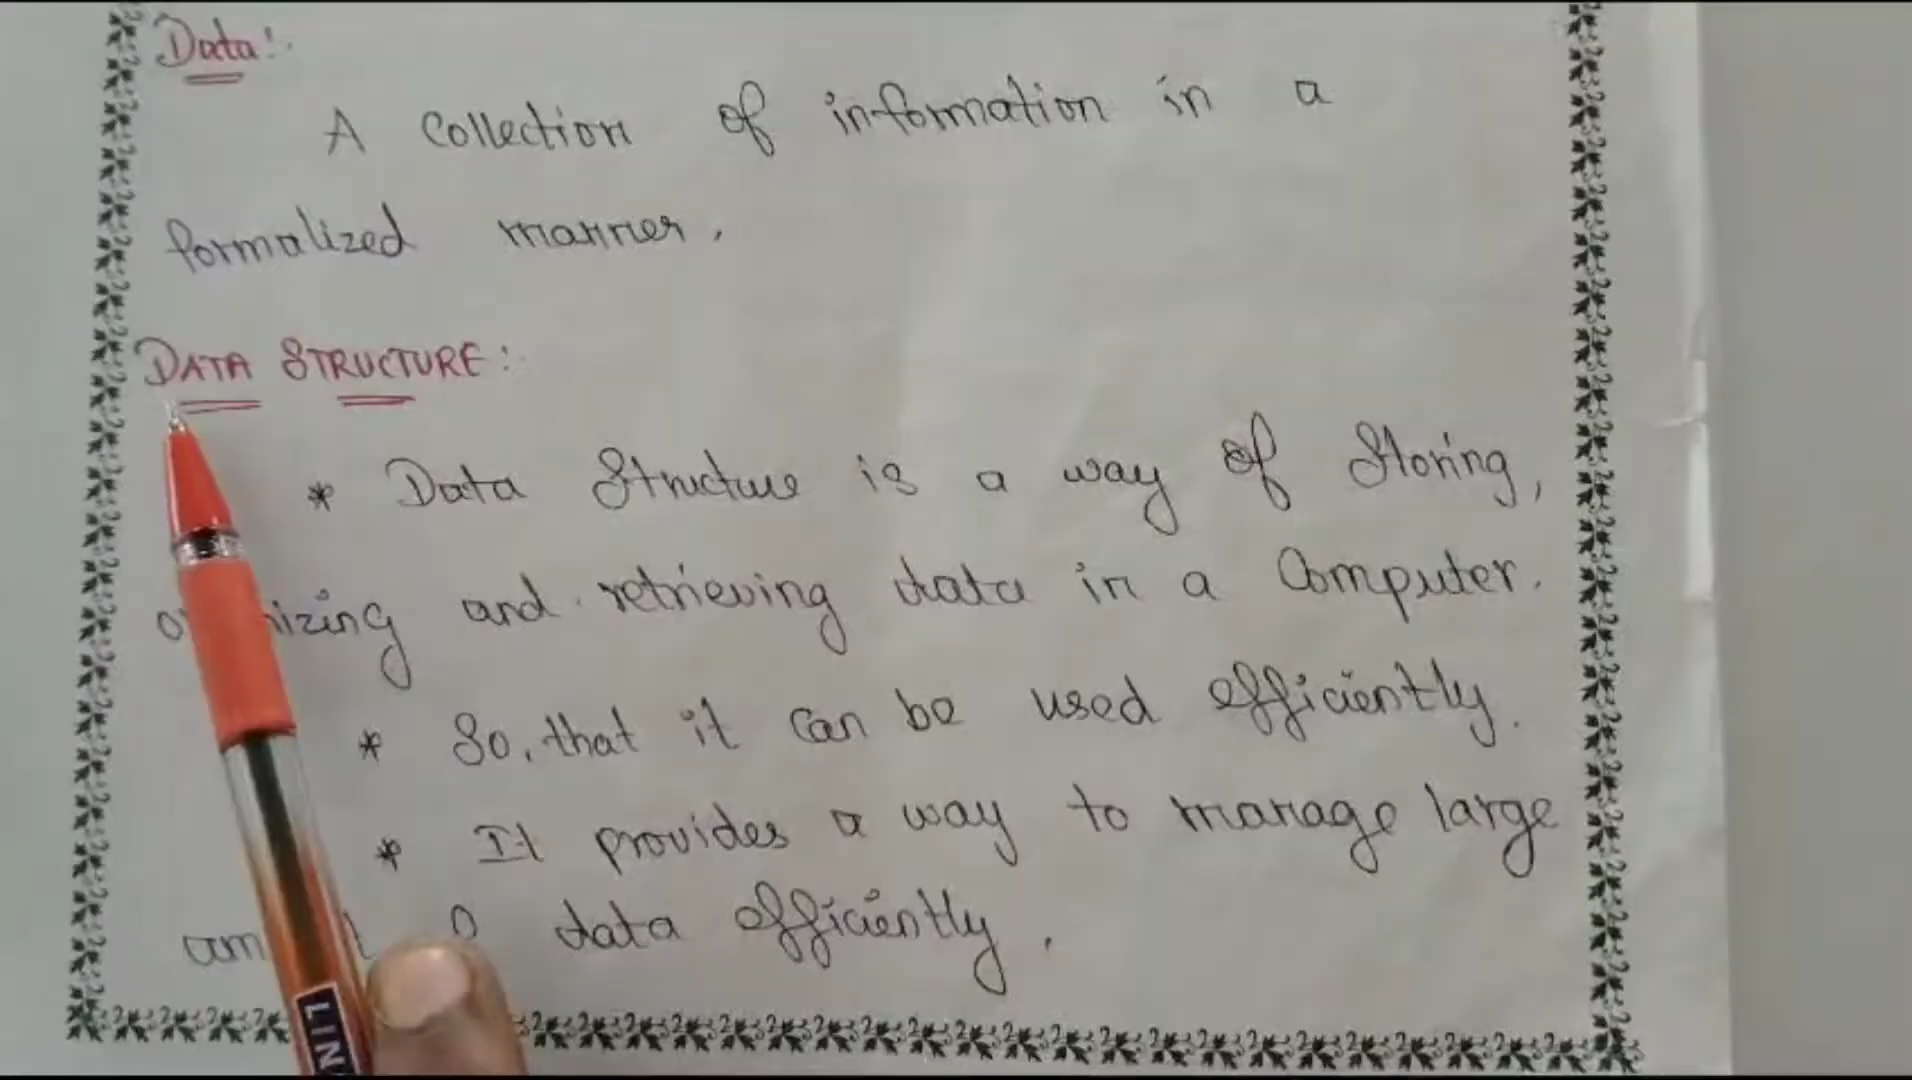 Data:
A Collection of information in a
formalized manner.
DATA STRUCTURE:
* Data Structure is a way of Storing,
and retrieving data in a Computer.
* So, that it can be used efficiently.
* It provides a way to manage large
data efficiently.
LIN